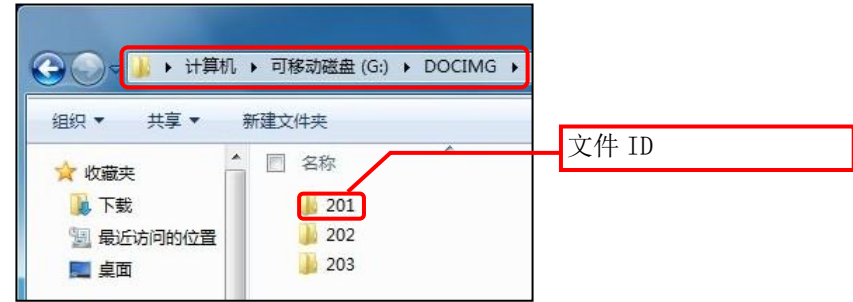 计算机 可移动磁盘 (G:) DOCIMG
组织 共享 新建文件夹
文件 ID
收藏夹
名称
下载
201
最近访问的位置
202
桌面
203